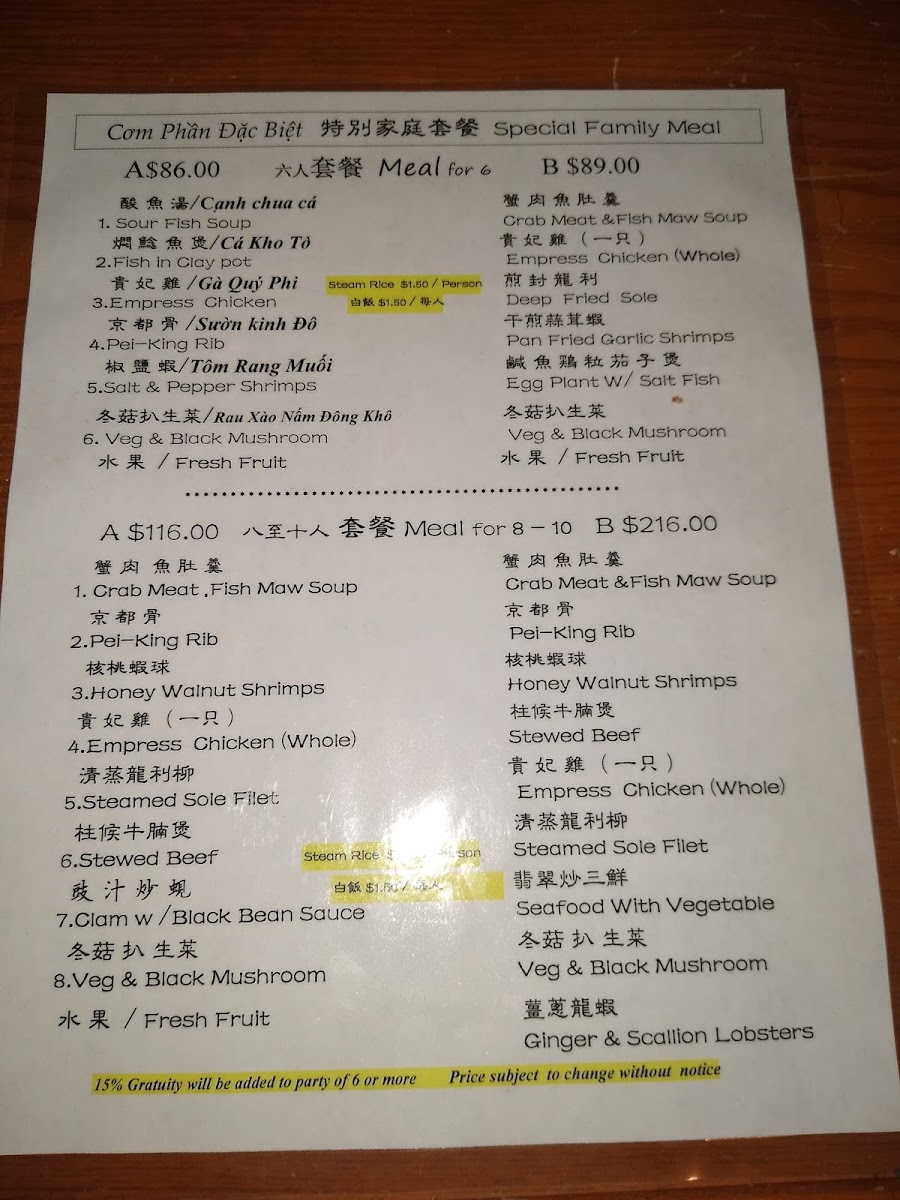 Cơm Phần Đặc Biệt 特別家庭套餐 Special Family Meal
A$86.00 六人套餐 Meal for 6 B $89.00
酸魚湯/Cạnh chua cá
1. Sour Fish Soup
燜鯰魚煲/Cá Kho Tò
2.Fish in Clay pot
貴妃雞/Gà Quý Phi
3.Empress Chicken
京都骨/Sườn kinh Đô
4.Pei-King Rib
椒鹽蝦/Tôm Rang Muối
5.Salt & Pepper Shrimps
冬菇扒生菜/Rau Xào Nấm Đông Khô
6. Veg & Black Mushroom
水果 / Fresh Fruit
Steam Rice $1.50 / Person
白飯 $1.50 / 每人
蟹肉魚肚羹
Crab Meat &Fish Maw Soup
貴妃雞（一只）
Empress Chicken (Whole)
煎封龍利
Deep Fried Sole
干煎蒜茸蝦
Pan Fried Garlic Shrimps
鹹魚鶏粒茄子煲
Egg Plant W/ Salt Fish
冬菇扒生菜
Veg & Black Mushroom
水果 / Fresh Fruit
A $116.00 八至十人 套餐 Meal for 8 – 10 B $216.00
蟹肉魚肚羹
1. Crab Meat ,Fish Maw Soup
京都骨
2.Pei-King Rib
核桃蝦球
3.Honey Walnut Shrimps
貴妃雞（一只）
4.Empress Chicken (Whole)
清蒸龍利柳
5.Steamed Sole Filet
柱候牛腩煲
6.Stewed Beef
豉汁炒蜆
7.Clam w /Black Bean Sauce
冬菇扒生菜
8.Veg & Black Mushroom
水果 / Fresh Fruit
Steam Rice $ Person
白飯 $1.50 / 每人
蟹肉魚肚羹
Crab Meat &Fish Maw Soup
京都骨
Pei-King Rib
核桃蝦球
Honey Walnut Shrimps
柱候牛腩煲
Stewed Beef
貴妃雞（一只）
Empress Chicken (Whole)
清蒸龍利柳
Steamed Sole Filet
翡翠炒三鮮
Seafood With Vegetable
冬菇扒生菜
Veg & Black Mushroom
薑蔥龍蝦
Ginger & Scallion Lobsters
15% Gratuity will be added to party of 6 or more Price subject to change without notice